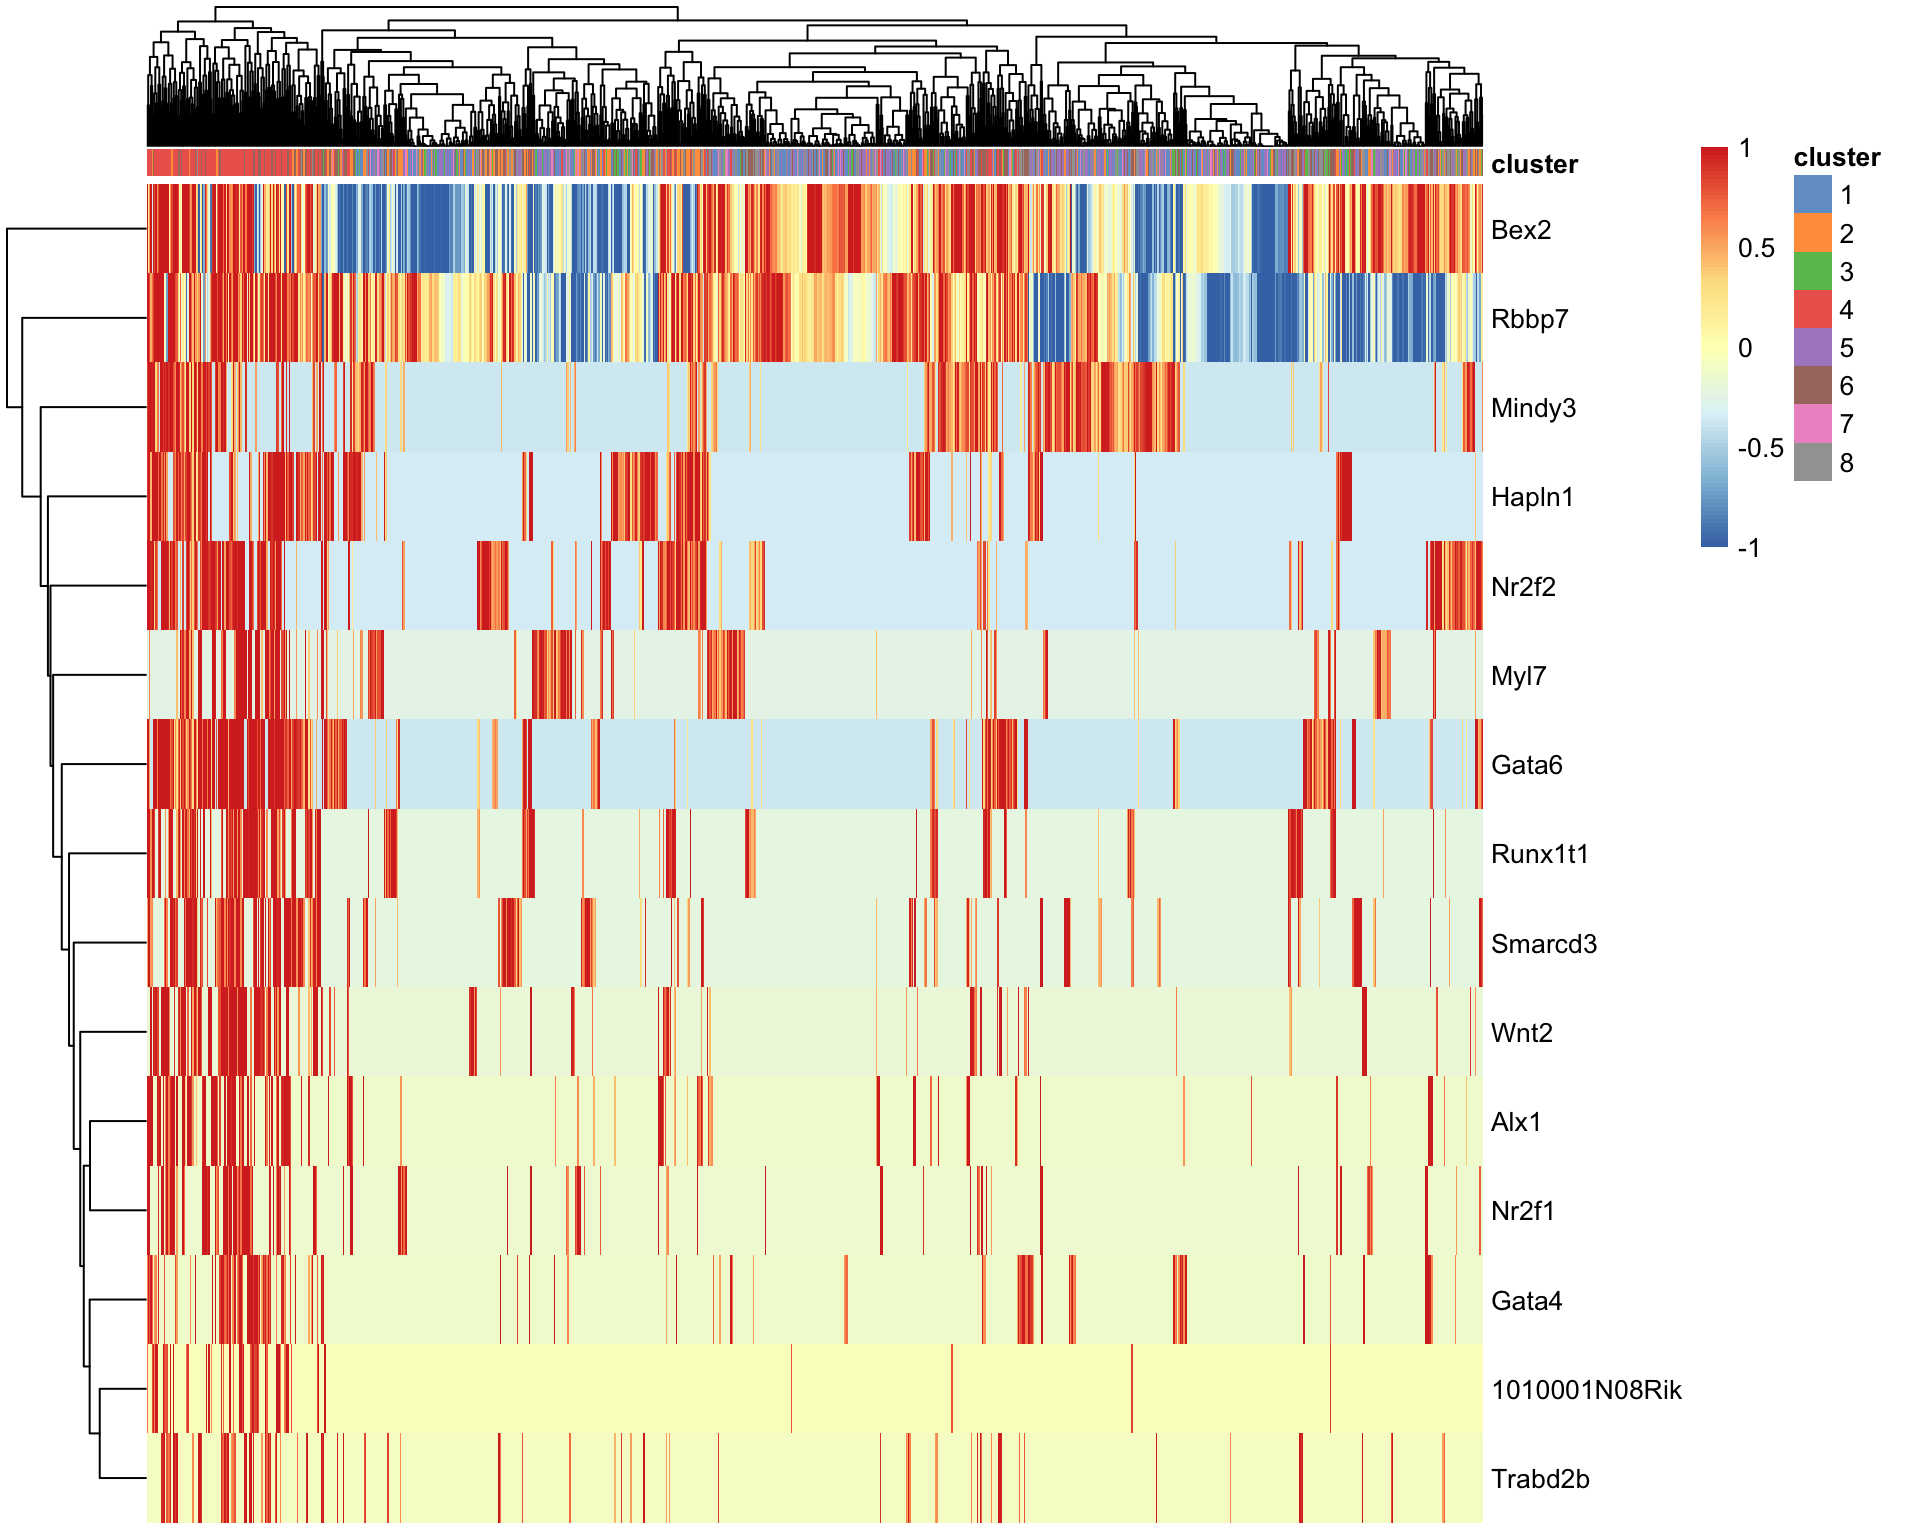 cluster
Bex2
Rbbp7
Mindy3
Hapln1
Nr2f2
Myl7
Gata6
Runx1t1
Smarcd3
Wnt2
Alx1
Nr2f1
Gata4
1010001N08Rik
Trabd2b
1
0.5
0
-0.5
-1
cluster
1
2
3
4
5
6
7
8